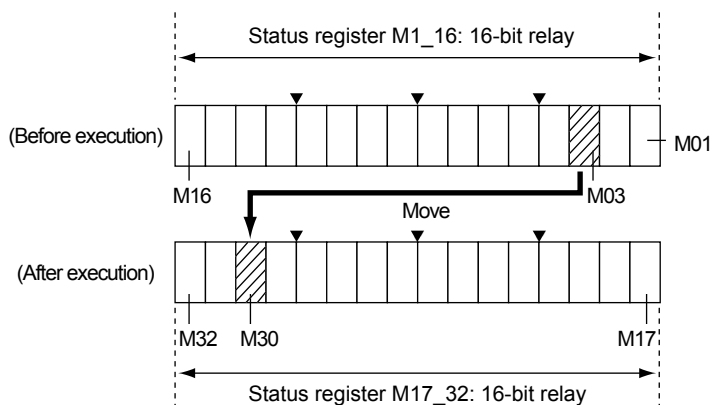 Status register M1_16: 16-bit relay
(Before execution)
M01
M16
M03
Move
(After execution)
M32
M30
M17
Status register M17_32: 16-bit relay